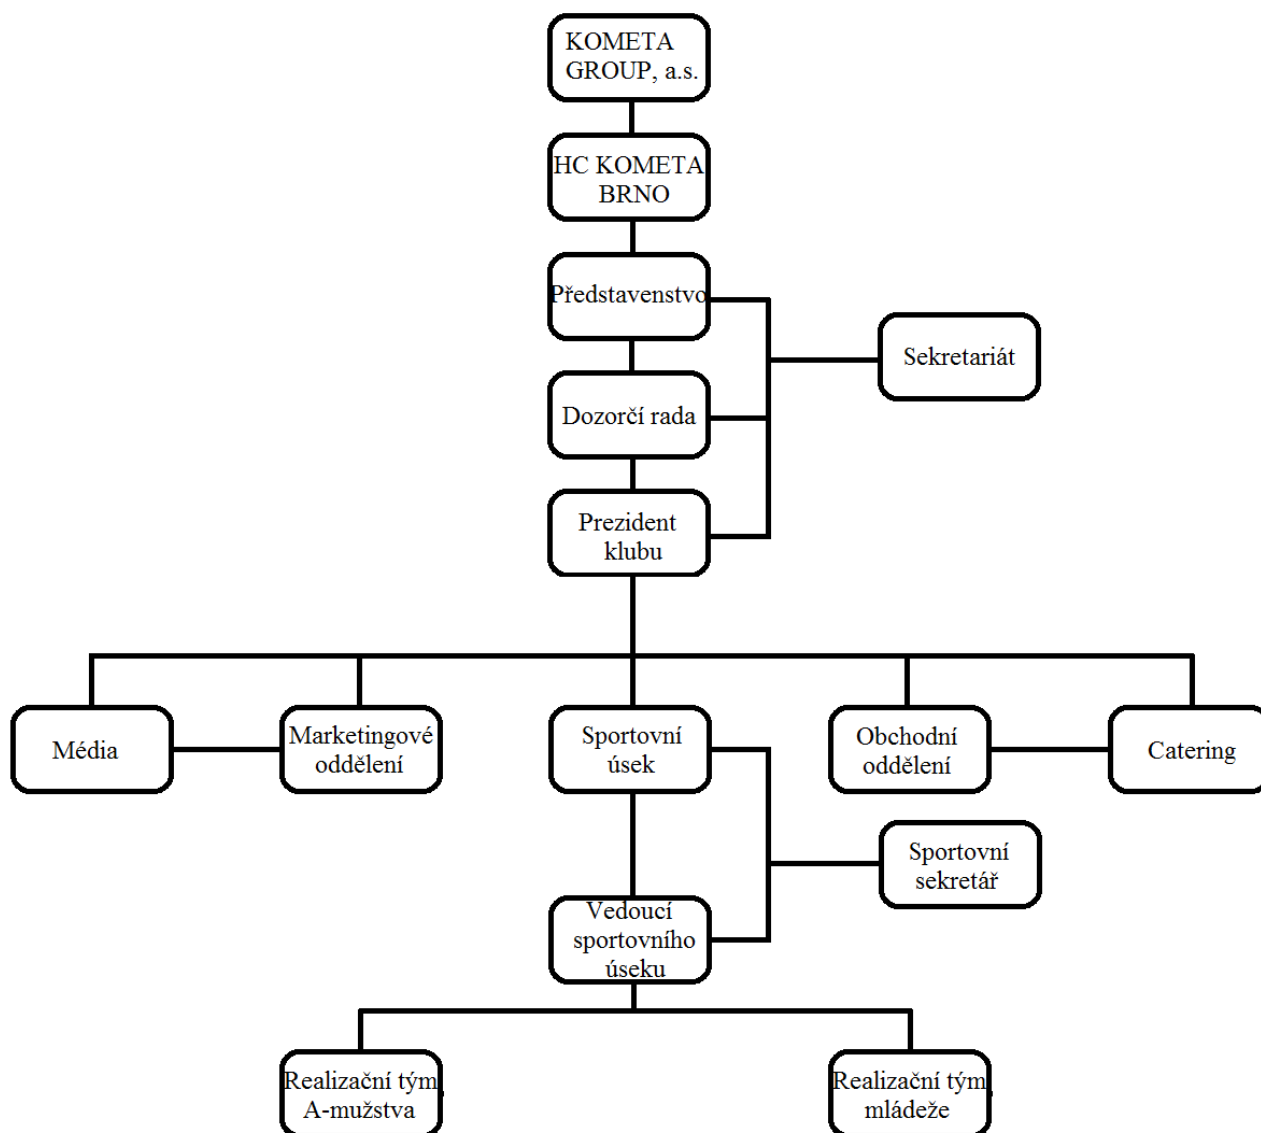 KOMETA
GROUP, a.s.
HC KOMETA
BRNO
Představenstvo
Sekretariát
Dozorčí rada
Prezident
klubu
Média
Marketingové
oddělení
Sportovní
úsek
Obchodní
oddělení
Catering
Sportovní
sekretář
Vedoucí
sportovního
úseku
Realizační tým
A-mužstva
Realizační tým
mládeže